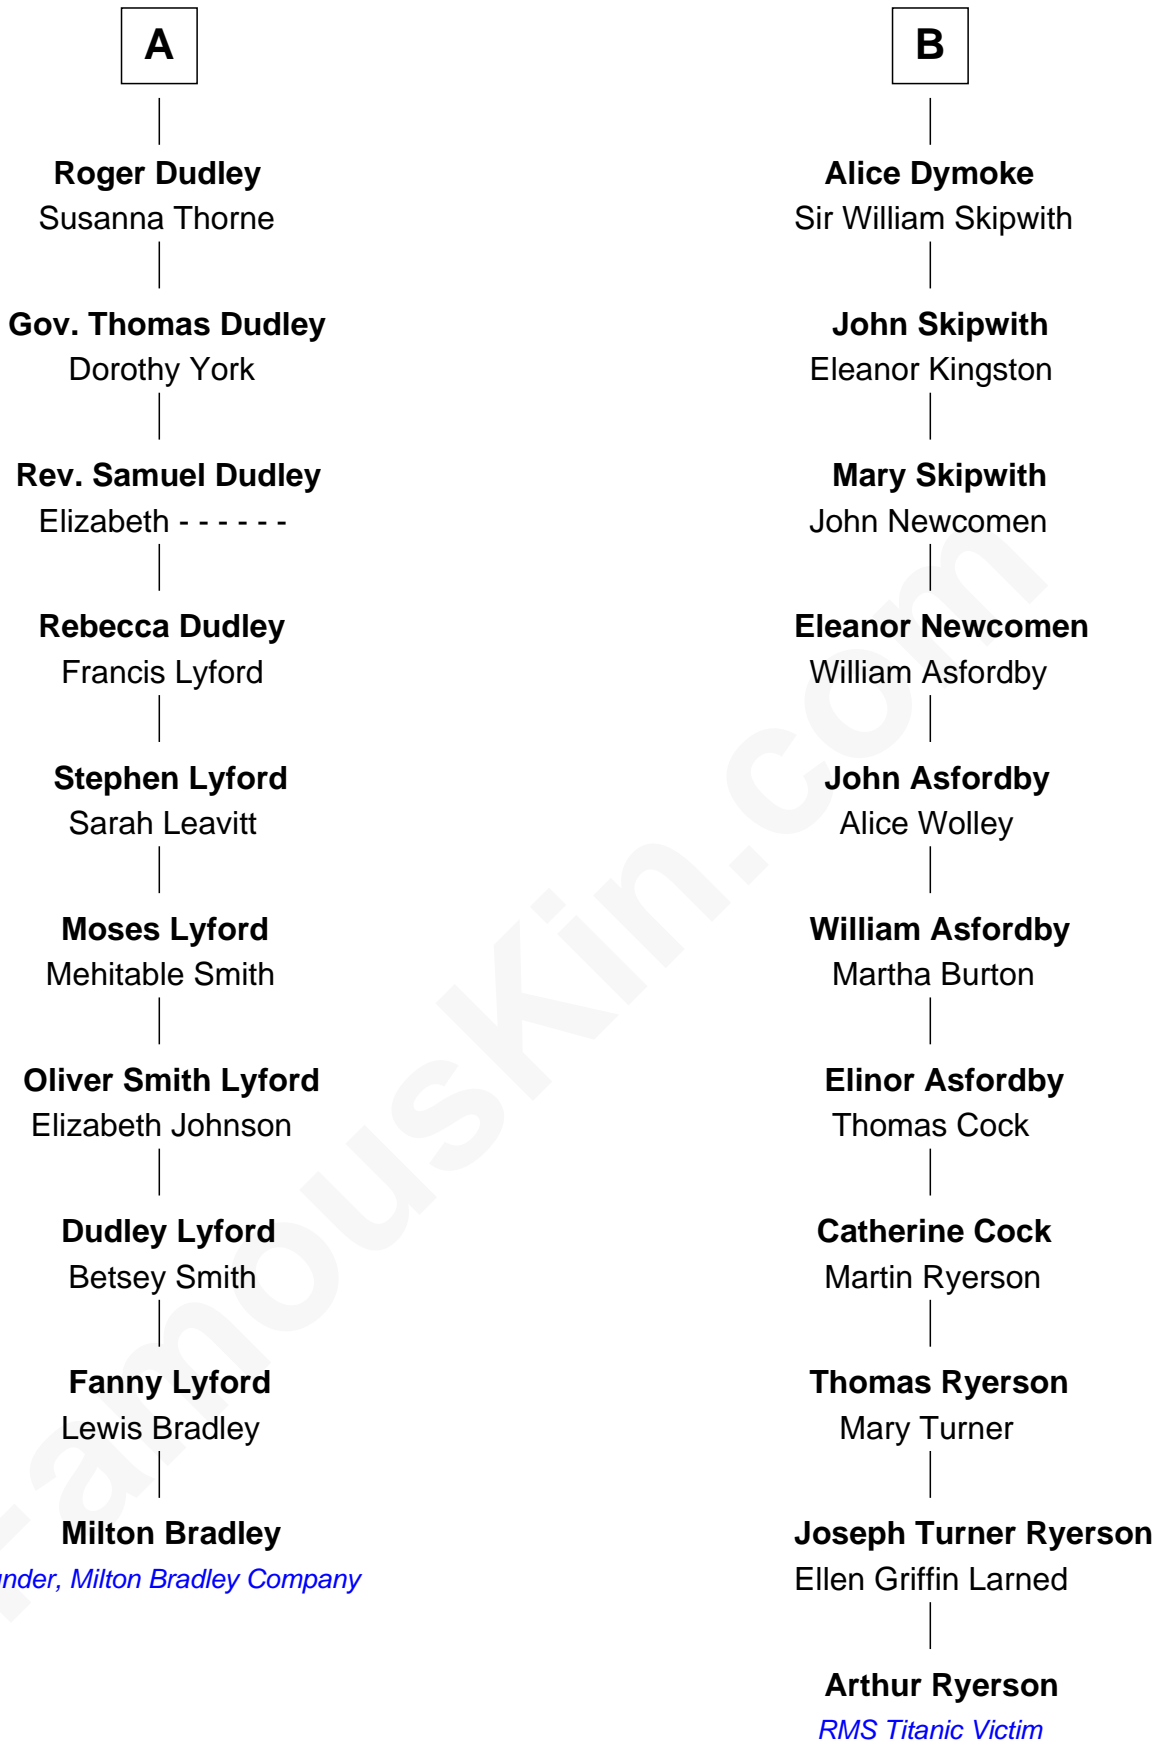 A
Roger Dudley
Susanna Thorne
Gov. Thomas Dudley
Dorothy York
Rev. Samuel Dudley
Elizabeth - - - - - -
Rebecca Dudley
Francis Lyford
Stephen Lyford
Sarah Leavitt
Moses Lyford
Mehitable Smith
Oliver Smith Lyford
Elizabeth Johnson
Dudley Lyford
Betsey Smith
Fanny Lyford
Lewis Bradley
Milton Bradley
under, Milton Bradley Company
B
Alice Dymoke
Sir William Skipwith
John Skipwith
Eleanor Kingston
Mary Skipwith
John Newcomen
Eleanor Newcomen
William Asfordby
John Asfordby
Alice Wolley
William Asfordby
Martha Burton
Elinor Asfordby
Thomas Cock
Catherine Cock
Martin Ryerson
Thomas Ryerson
Mary Turner
Joseph Turner Ryerson
Ellen Griffin Larned
Arthur Ryerson
RMS Titanic Victim
FamousKin.com